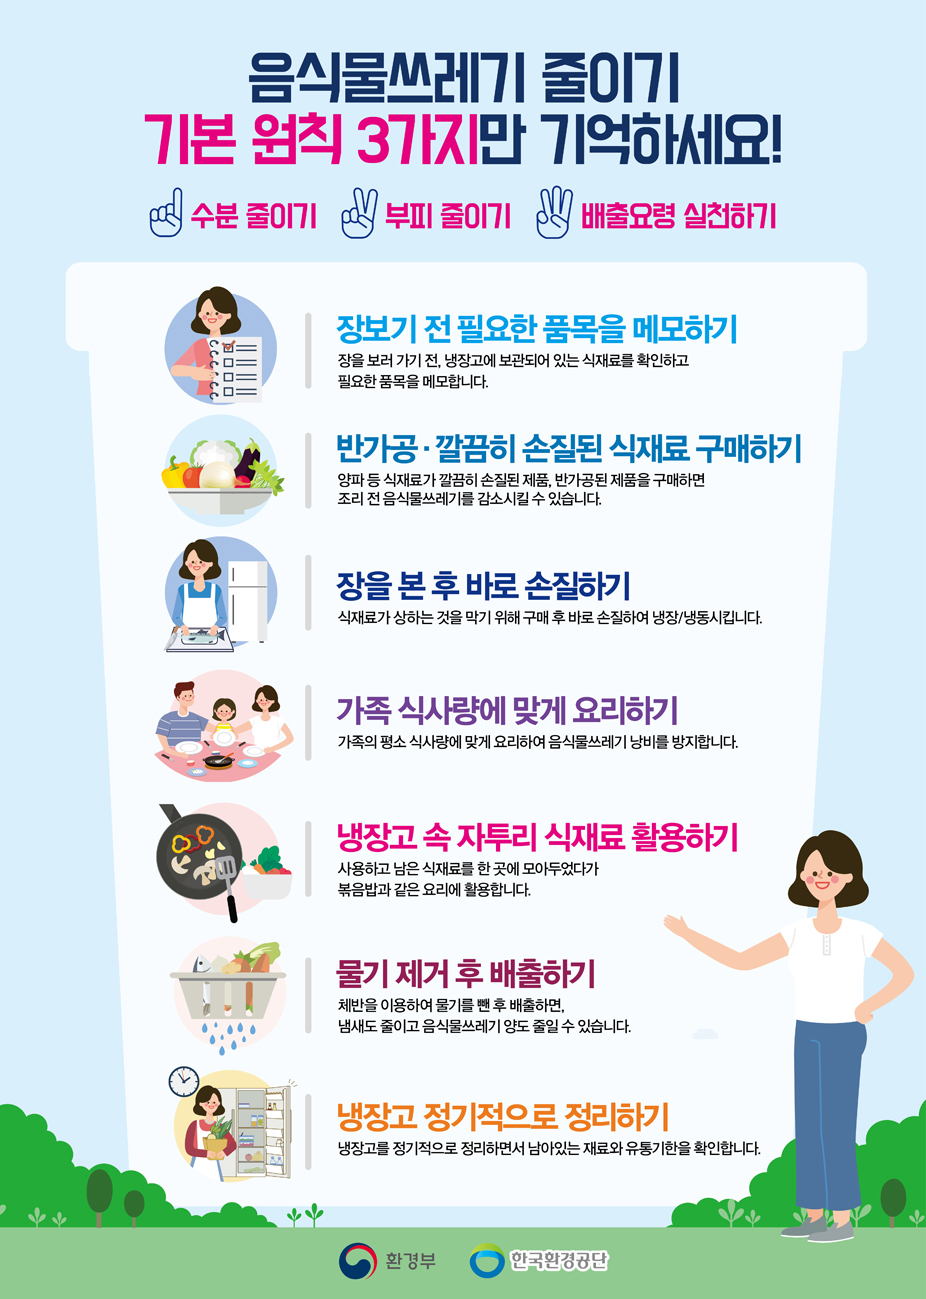 음식물쓰레기 줄이기
기본 원칙 3가지만 기억하세요!
수분 줄이기 부피 줄이기 배출요령 실천하기
장보기 전 필요한 품목을 메모하기
장을 보러 가기 전, 냉장고에 보관되어 있는 식재료를 확인하고
필요한 품목을 메모합니다.
반가공·깔끔히 손질된 식재료 구매하기
양파 등 식재료가 깔끔히 손질된 제품, 반가공된 제품을 구매하면
조리 전 음식물쓰레기를 감소시킬 수 있습니다.
장을 본 후 바로 손질하기
식재료가 상하는 것을 막기 위해 구매 후 바로 손질하여 냉장/냉동시킵니다.
가족 식사량에 맞게 요리하기
가족의 평소 식사량에 맞게 요리하여 음식물쓰레기 낭비를 방지합니다.
냉장고 속 자투리 식재료 활용하기
사용하고 남은 식재료를 한 곳에 모아두었다가
볶음밥과 같은 요리에 활용합니다.
물기 제거 후 배출하기
체반을 이용하여 물기를 뺀 후 배출하면,
냄새도 줄이고 음식물쓰레기 양도 줄일 수 있습니다.
냉장고 정기적으로 정리하기
냉장고를 정기적으로 정리하면서 남아있는 재료와 유통기한을 확인합니다.
환경부 한국환경공단